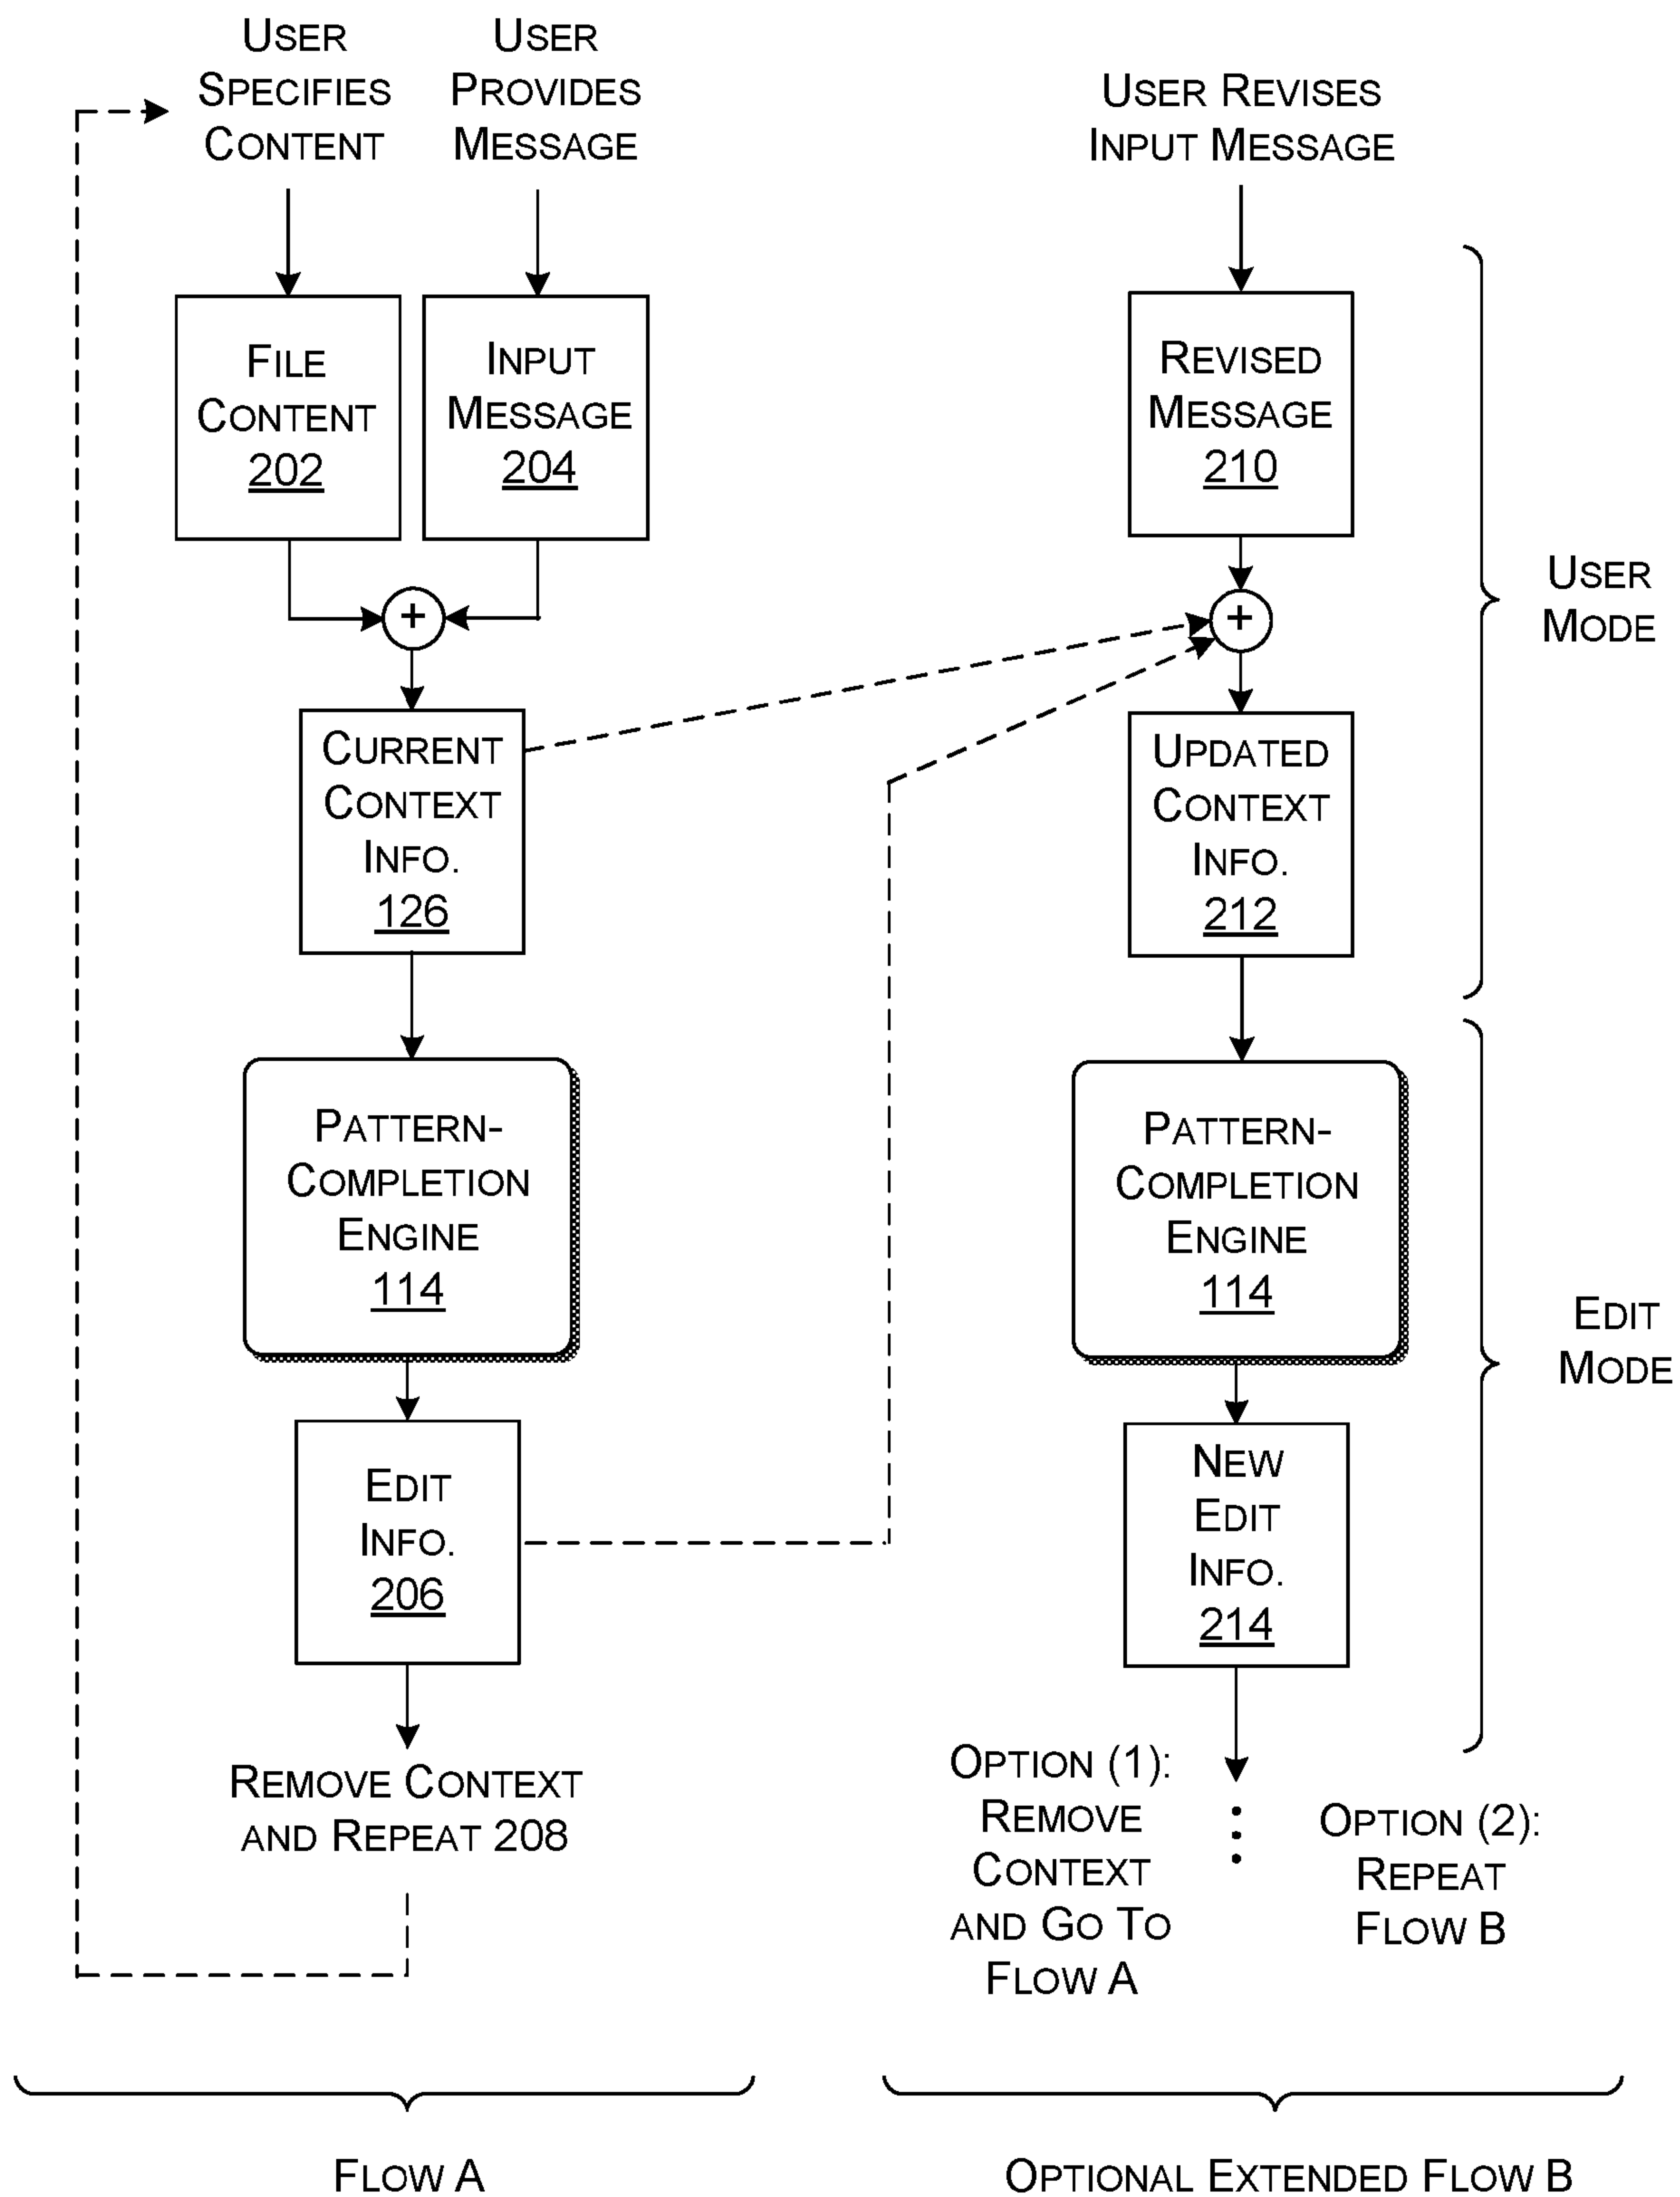 USER
SPECIFIES
CONTENT
USER
PROVIDES
MESSAGE
USER REVISES
INPUT MESSAGE
FILE
CONTENT
202
INPUT
MESSAGE
204
REVISED
MESSAGE
210
+
+
USER
MODE
CURRENT
CONTEXT
INFO.
126
UPDATED
CONTEXT
INFO.
212
PATTERN-
COMPLETION
ENGINE
114
PATTERN-
COMPLETION
ENGINE
114
EDIT
MODE
EDIT
INFO.
206
NEW
EDIT
INFO.
214
REMOVE CONTEXT
AND REPEAT 208
OPTION (1):
REMOVE
CONTEXT
AND GO TO
FLOW A
OPTION (2):
REPEAT
FLOW B
FLOW A
OPTIONAL EXTENDED FLOW B